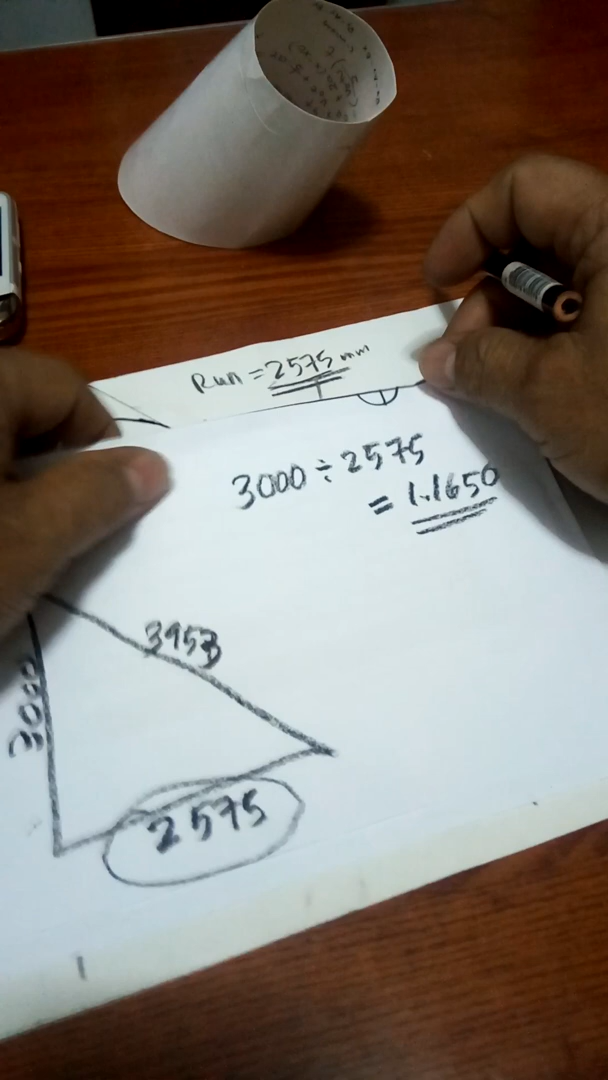 Run = 2575 mm
3000 ÷ 2575
= 1.1650
3953
3000
2575